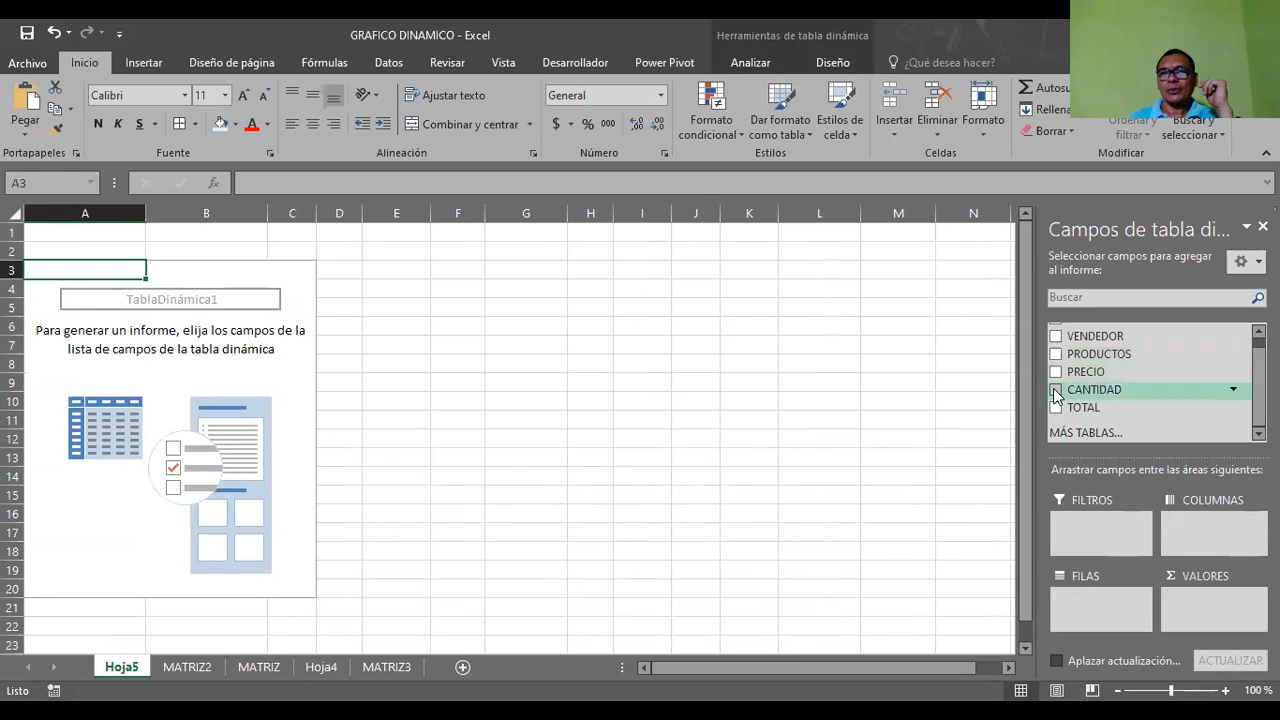 GRAFICO DINAMICO - Excel
Herramientas de tabla dinámica
Archivo Inicio Insertar Diseño de página Fórmulas Datos Revisar Vista Desarrollador Power Pivot Analizar Diseño ¿Qué desea hacer?
Calibri 11 Ajustar texto General
Pegar N K S Combinar y centrar $ % 000
Formato condicional Dar formato como tabla Estilos de celda Insertar Eliminar Formato
Autosu
Rellena
Borrar
Ordenar y filtrar Buscar y seleccionar
Portapapeles Fuente Alineación Número Estilos Celdas Modificar
A3 fx
A B C D E F G H I J K L M N
1
2
3
4
5
6
7
8
9
10
11
12
13
14
15
16
17
18
19
20
21
22
23
TablaDinámica1
Para generar un informe, elija los campos de la
lista de campos de la tabla dinámica
Campos de tabla di...
Seleccionar campos para agregar
al informe:
Buscar
VENDEDOR
PRODUCTOS
PRECIO
CANTIDAD
TOTAL
MÁS TABLAS...
Arrastrar campos entre las áreas siguientes:
FILTROS COLUMNAS
FILAS Σ VALORES
Aplazar actualización... ACTUALIZAR
Hoja5 MATRIZ2 MATRIZ Hoja4 MATRIZ3
Listo 100 %